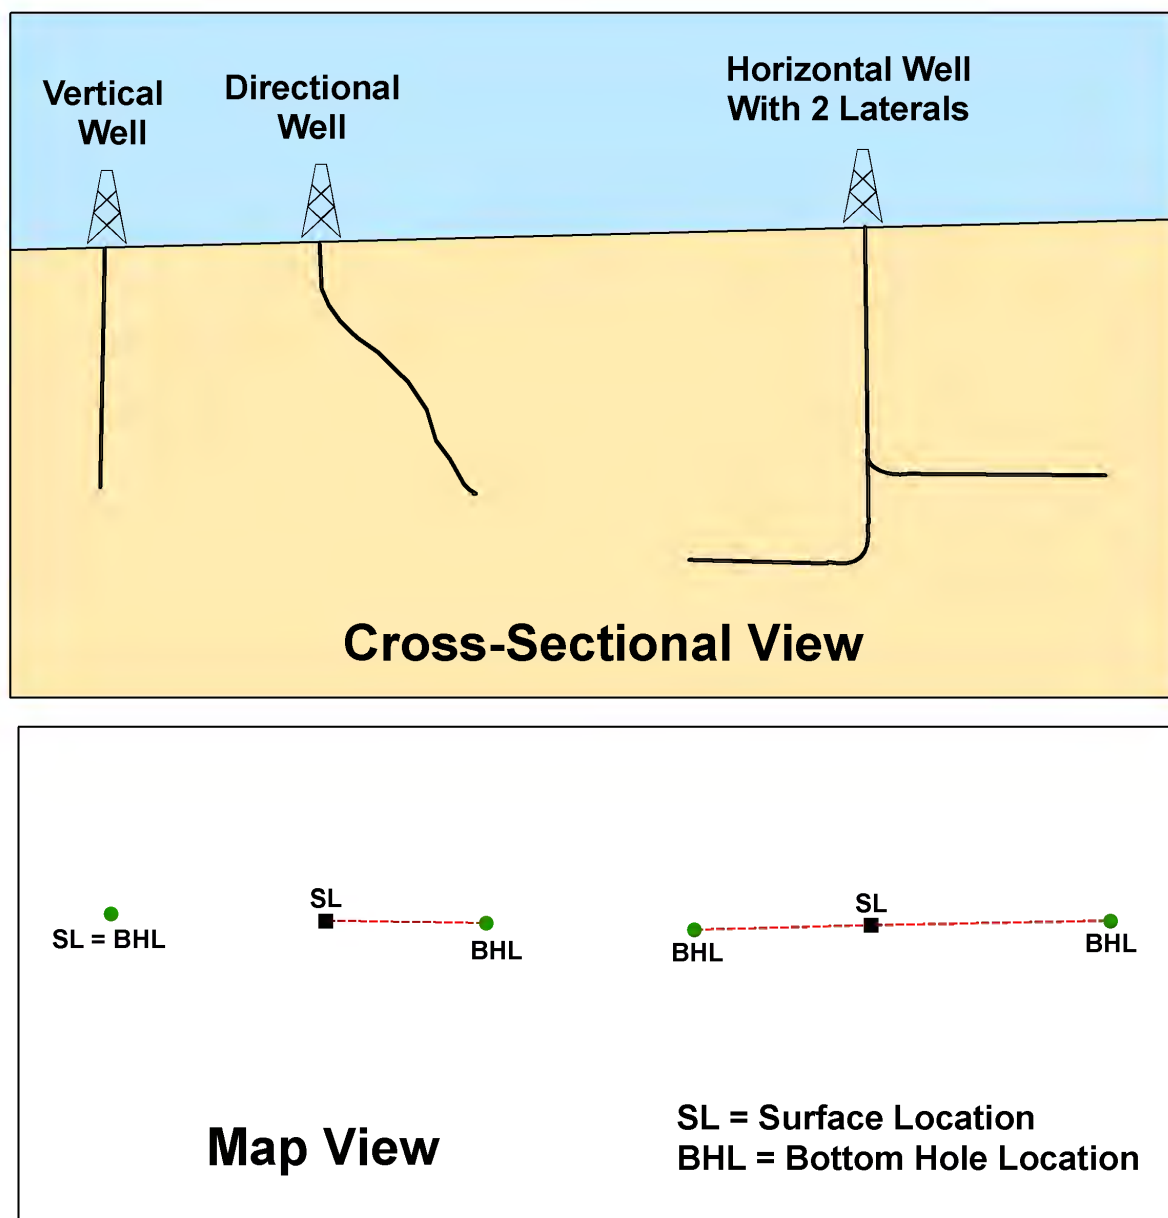 Vertical
Well
Directional
Well
Horizontal Well
With 2 Laterals
Cross-Sectional View
SL = BHL
SL
BHL
BHL
SL
BHL
Map View
SL = Surface Location
BHL = Bottom Hole Location